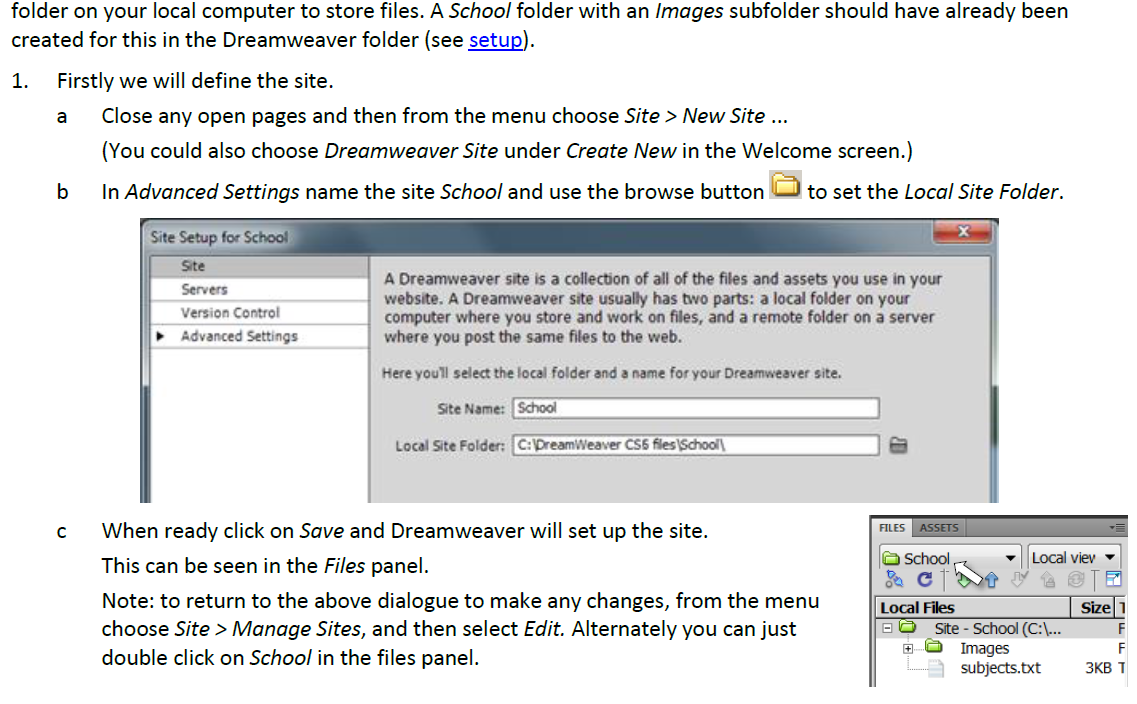 folder on your local computer to store files. A School folder with an Images subfolder should have already been
created for this in the Dreamweaver folder (see setup).
1. Firstly we will define the site.
a Close any open pages and then from the menu choose Site > New Site ...
(You could also choose Dreamweaver Site under Create New in the Welcome screen.)
b In Advanced Settings name the site School and use the browse button to set the Local Site Folder.
Site Setup for School
Site
Servers
Version Control
Advanced Settings
A Dreamweaver site is a collection of all of the files and assets you use in your
website. A Dreamweaver site usually has two parts: a local folder on your
computer where you store and work on files, and a remote folder on a server
where you post the same files to the web.
Here you'll select the local folder and a name for your Dreamweaver site.
Site Name: School
Local Site Folder: C:\DreamWeaver CS6 files\School\
c When ready click on Save and Dreamweaver will set up the site.
This can be seen in the Files panel.
Note: to return to the above dialogue to make any changes, from the menu
choose Site > Manage Sites, and then select Edit. Alternately you can just
double click on School in the files panel.
FILES ASSETS
School Local view
Local Files Size T
Site - School (C:\... F
Images F
subjects.txt 3KB T